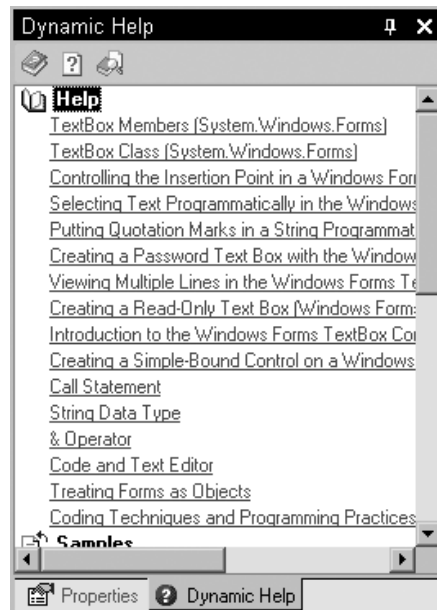 Dynamic Help
Help
TextBox Members (System.Windows.Forms)
TextBox Class (System.Windows.Forms)
Controlling the Insertion Point in a Windows For
Selecting Text Programmatically in the Windows
Putting Quotation Marks in a String Programmat
Creating a Password Text Box with the Window
Viewing Multiple Lines in the Windows Forms Te
Creating a Read-Only Text Box (Windows Form
Introduction to the Windows Forms TextBox Co
Creating a Simple-Bound Control on a Windows
Call Statement
String Data Type
& Operator
Code and Text Editor
Treating Forms as Objects
Coding Techniques and Programming Practices
Samples
Properties
Dynamic Help